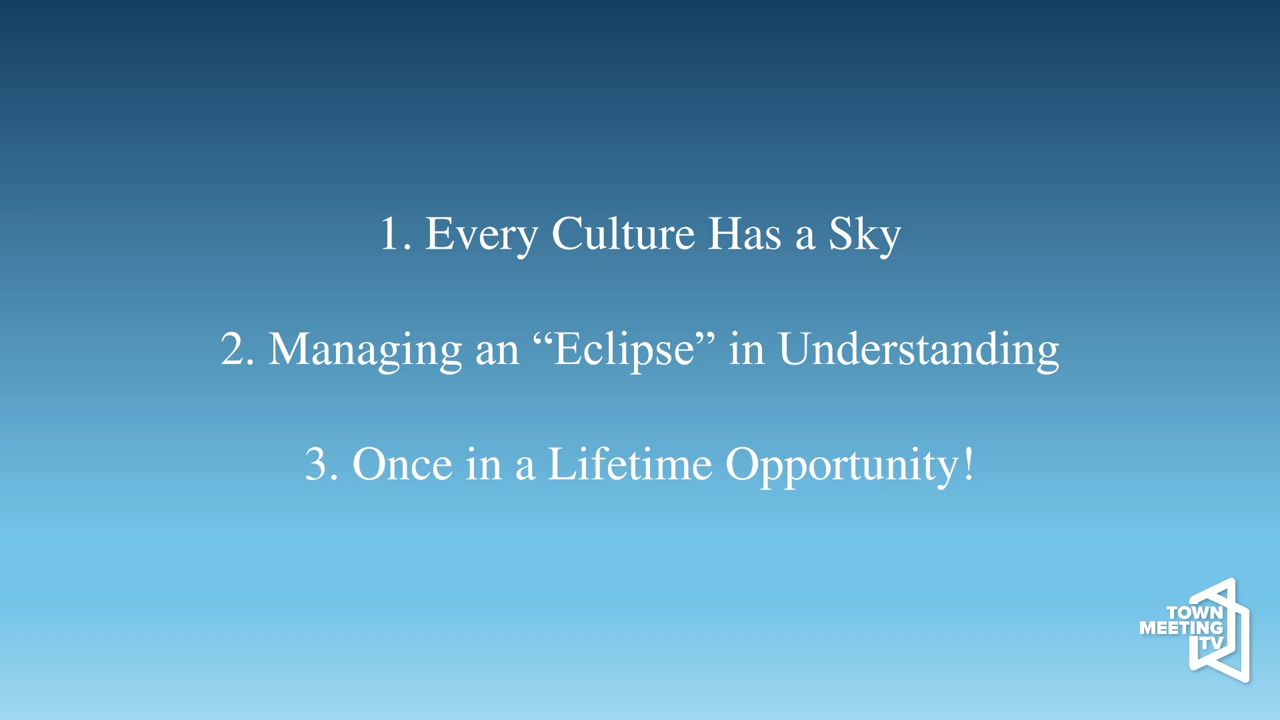 1. Every Culture Has a Sky
2. Managing an “Eclipse” in Understanding
3. Once in a Lifetime Opportunity!
TOWN
MEETING
TV